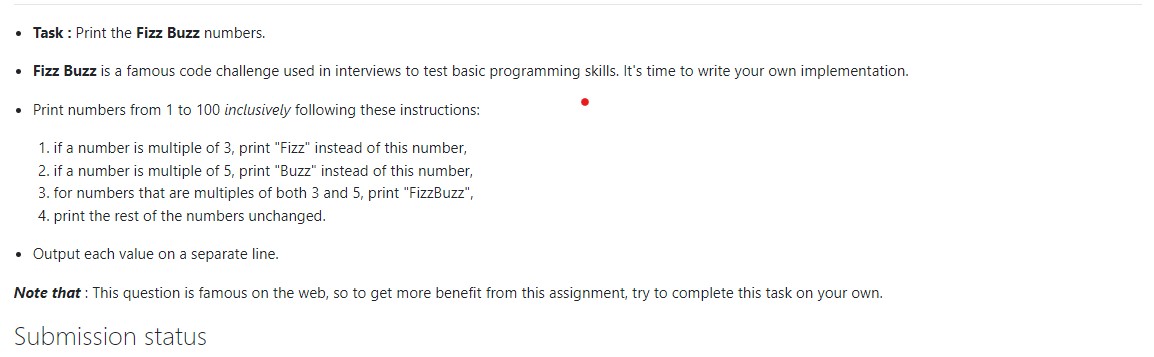 • Task : Print the Fizz Buzz numbers.
• Fizz Buzz is a famous code challenge used in interviews to test basic programming skills. It's time to write your own implementation.
• Print numbers from 1 to 100 inclusively following these instructions:
1. if a number is multiple of 3, print "Fizz" instead of this number,
2. if a number is multiple of 5, print "Buzz" instead of this number,
3. for numbers that are multiples of both 3 and 5, print "FizzBuzz",
4. print the rest of the numbers unchanged.
• Output each value on a separate line.
Note that : This question is famous on the web, so to get more benefit from this assignment, try to complete this task on your own.
Submission status